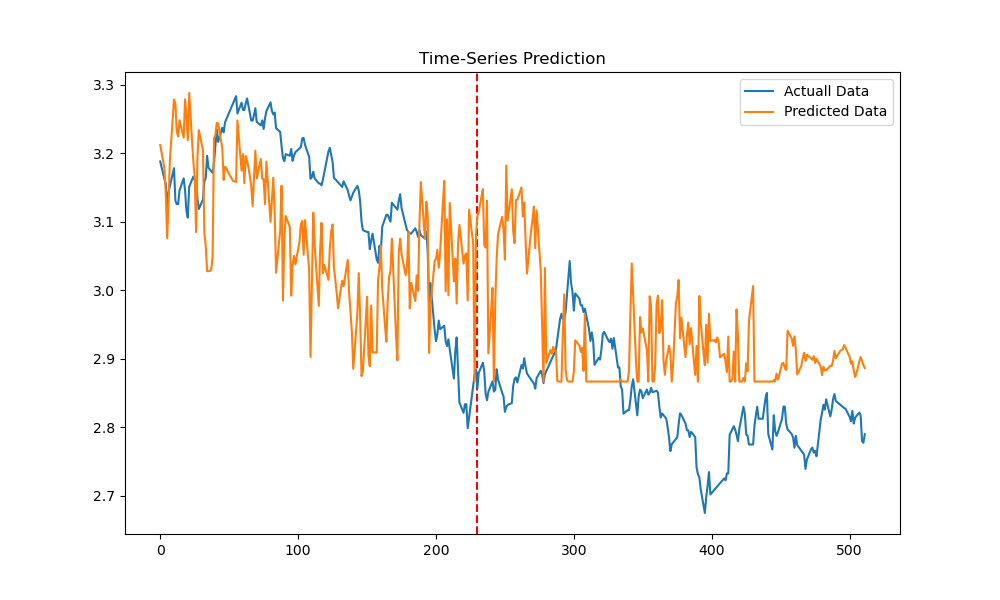 Time-Series Prediction
Actuall Data
Predicted Data
3.3
3.2
3.1
3.0
2.9
2.8
2.7
0 100 200 300 400 500